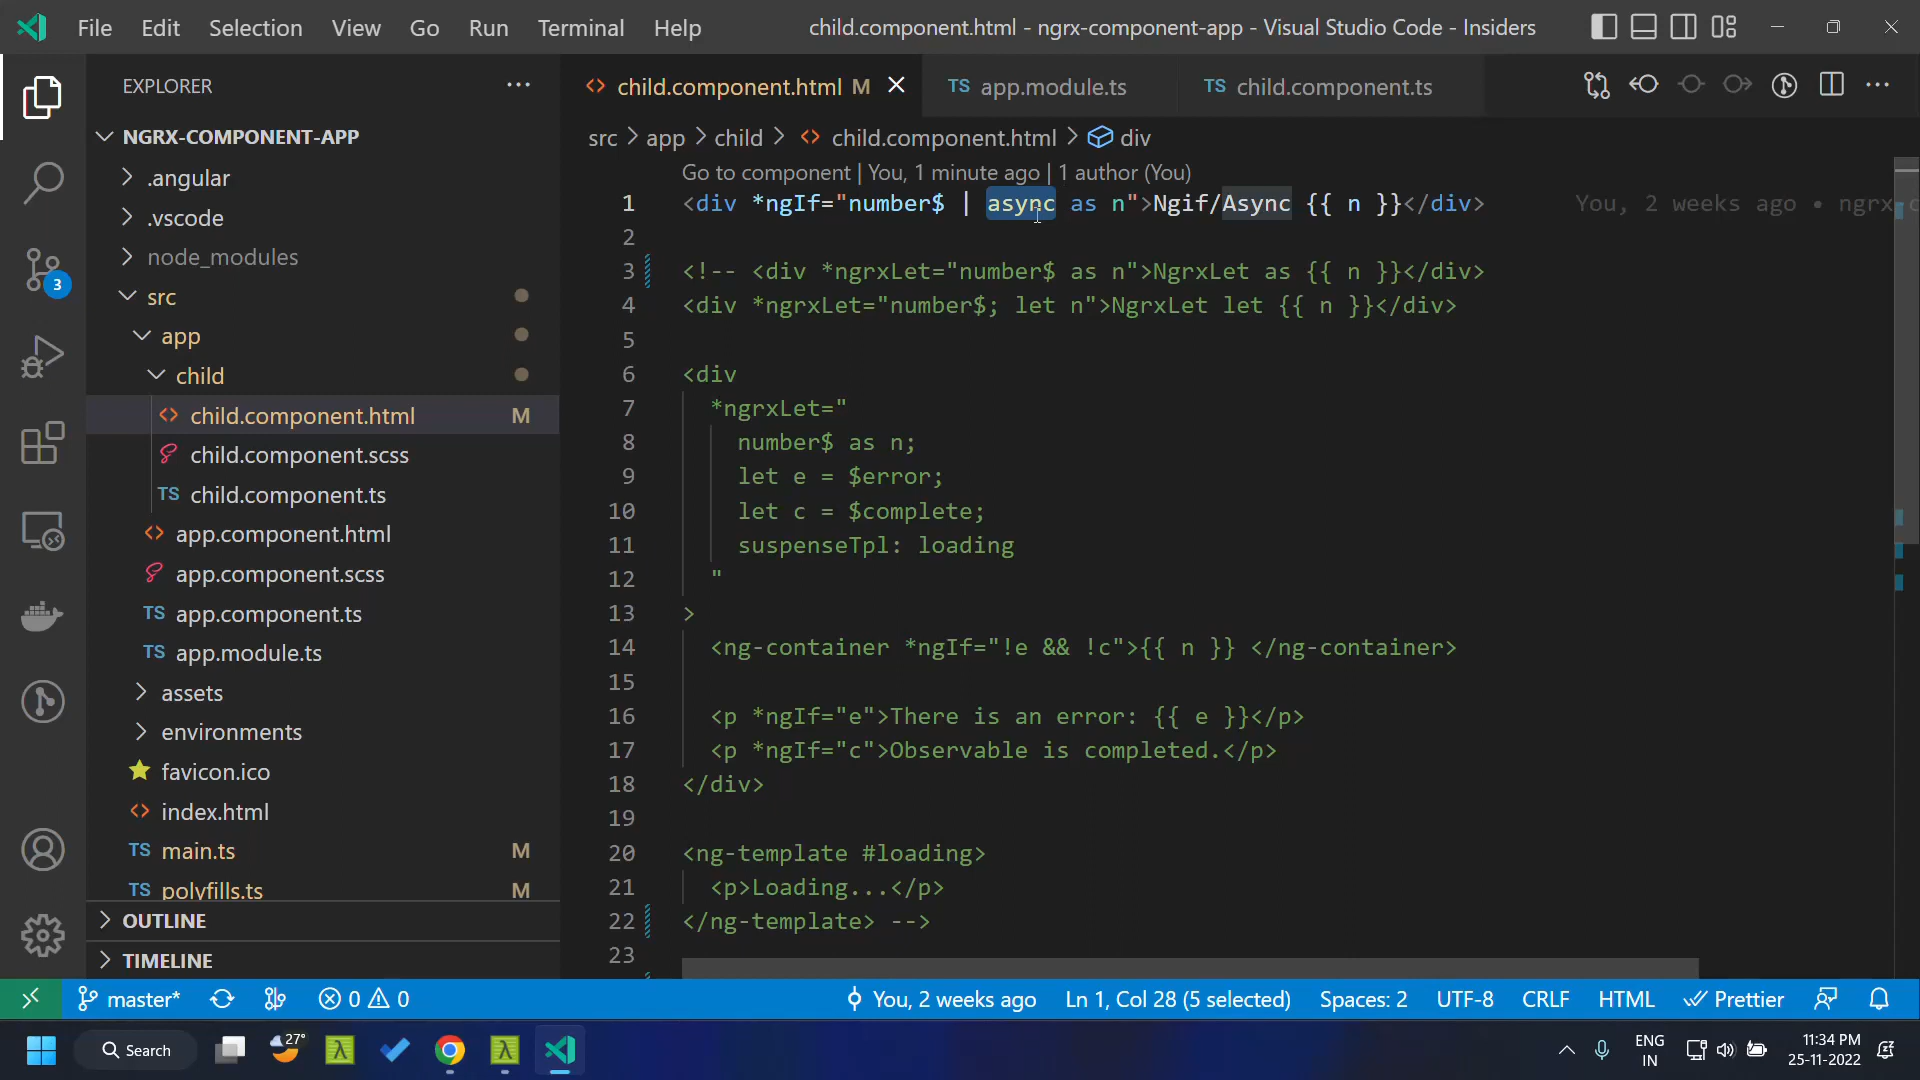 File Edit Selection View Go Run Terminal Help
child.component.html - ngrx-component-app - Visual Studio Code - Insiders
EXPLORER
NGRX-COMPONENT-APP
.angular
.vscode
node_modules
src
app
child
child.component.html M
child.component.scss
TS child.component.ts
app.component.html
app.component.scss
TS app.component.ts
TS app.module.ts
assets
environments
favicon.ico
index.html
TS main.ts M
TS polyfills.ts M
OUTLINE
TIMELINE
3
child.component.html M
TS app.module.ts
TS child.component.ts
src > app > child > child.component.html > div
Go to component | You, 1 minute ago | 1 author (You)
1 <div *ngIf="number$ | async as n">Ngif/Async {{ n }}</div> You, 2 weeks ago • ngrx-c
2
3 <!-- <div *ngrxLet="number$ as n">NgrxLet as {{ n }}</div>
4 <div *ngrxLet="number$; let n">NgrxLet let {{ n }}</div>
5
6 <div
7 *ngrxLet="
8 number$ as n;
9 let e = $error;
10 let c = $complete;
11 suspenseTpl: loading
12 "
13 >
14 <ng-container *ngIf="!e && !c">{{ n }} </ng-container>
15
16 <p *ngIf="e">There is an error: {{ e }}</p>
17 <p *ngIf="c">Observable is completed.</p>
18 </div>
19
20 <ng-template #loading>
21 <p>Loading...</p>
22 </ng-template> -->
23
master* 0 0
You, 2 weeks ago Ln 1, Col 28 (5 selected) Spaces: 2 UTF-8 CRLF HTML Prettier
Search
27°
ENG
IN
11:34 PM
25-11-2022